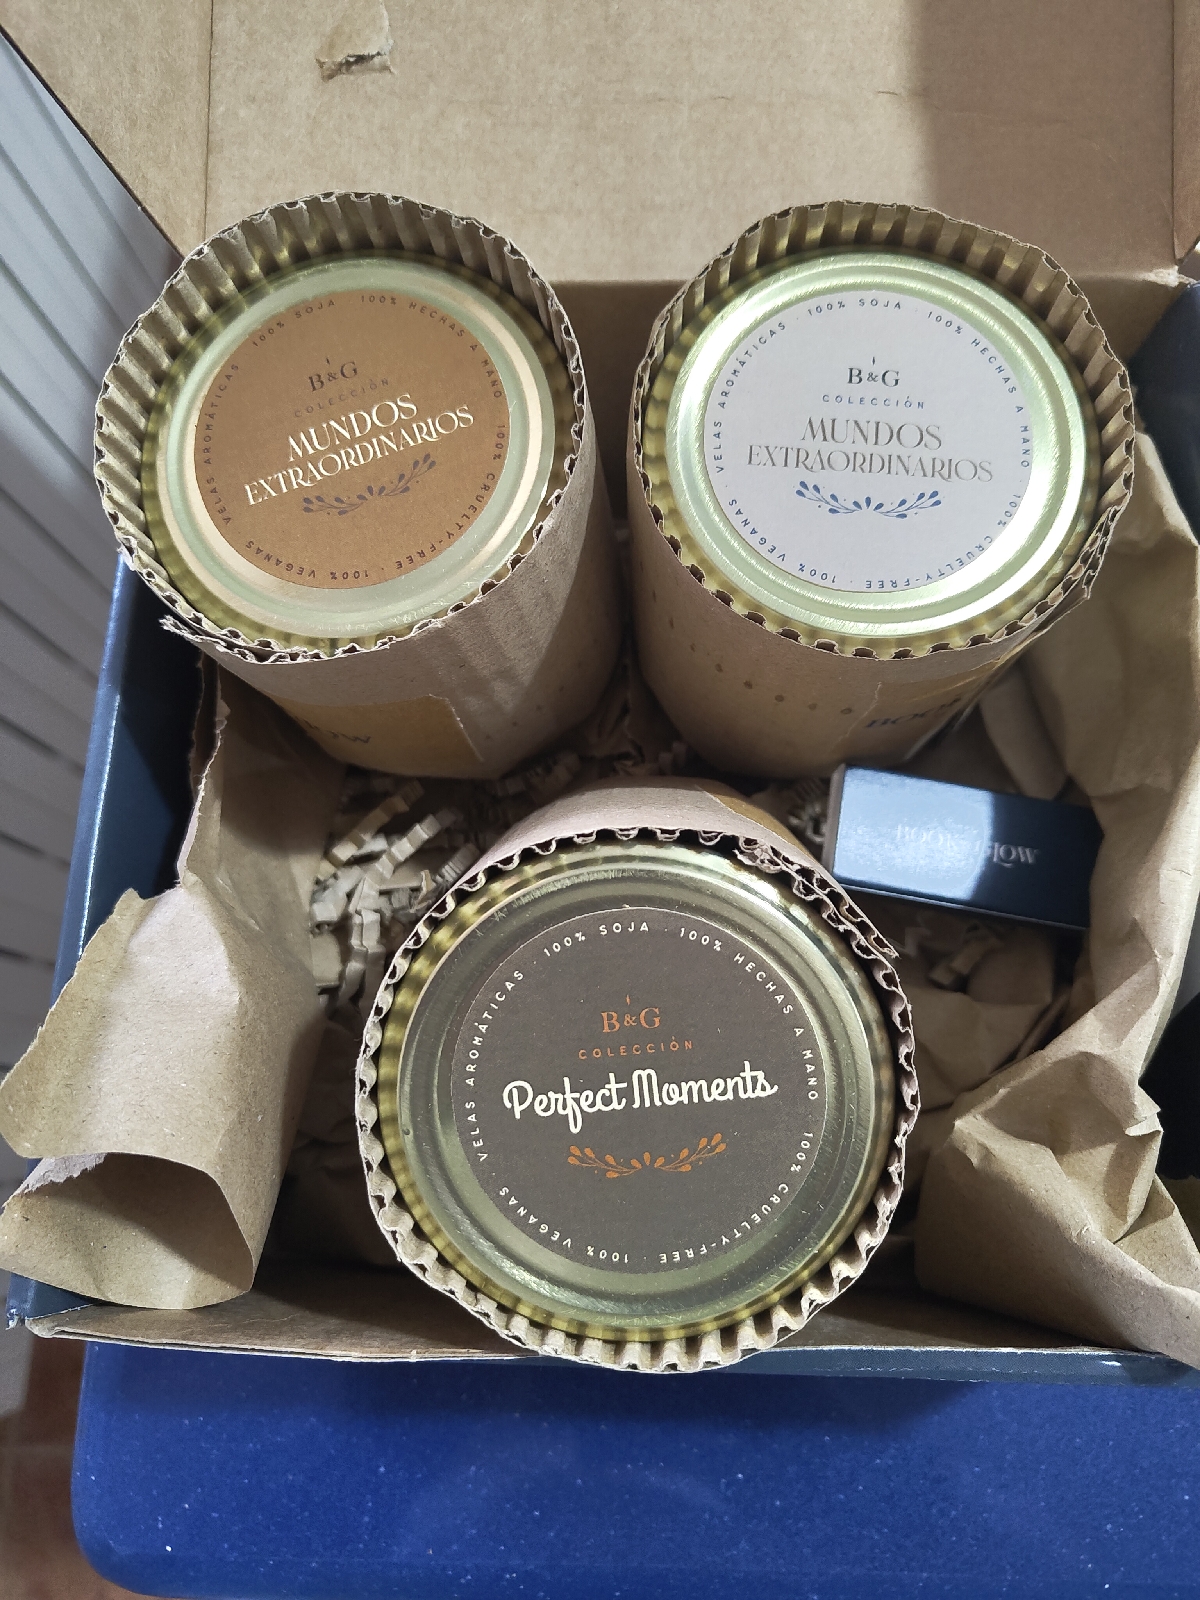 B&G
COLECCIÓN
MUNDOS
EXTRAORDINARIOS
VELAS AROMÁTICAS · 100% SOJA · 100% HECHAS A MANO · 100% CRUELTY-FREE · 100% VEGANAS ·
B&G
COLECCIÓN
MUNDOS
EXTRAORDINARIOS
VELAS AROMÁTICAS · 100% SOJA · 100% HECHAS A MANO · 100% CRUELTY-FREE · 100% VEGANAS ·
BOOK
BOOK GLOW
B&G
COLECCIÓN
Perfect Moments
VELAS AROMÁTICAS · 100% SOJA · 100% HECHAS A MANO · 100% CRUELTY-FREE · 100% VEGANAS ·